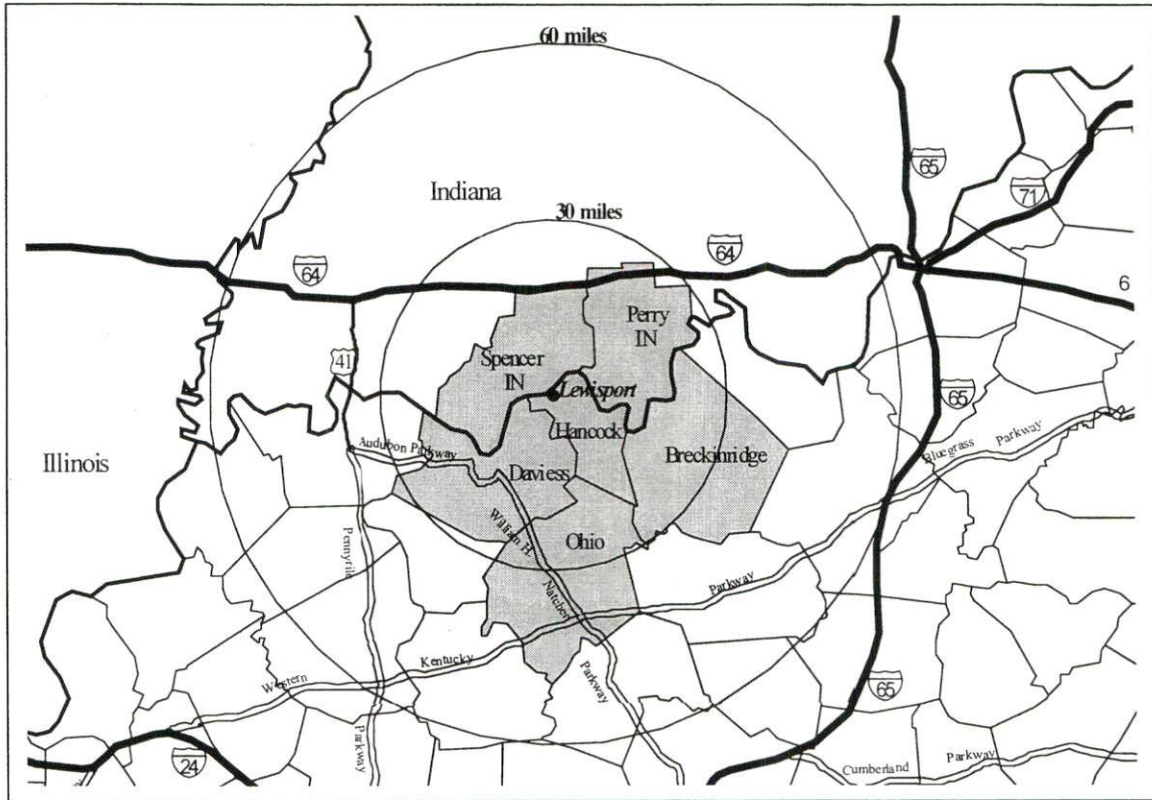 60 miles
65
71
Indiana
30 miles
64
64
6
Perry
IN
41
Spencer
IN
Lewisport
65
Hancock
Audubon Parkway
Bluegrass Parkway
Illinois
Breckinridge
Daviess
William H. Natcher Parkway
Ohio
Pennyrile Parkway
Western Kentucky Parkway
65
24
Cumberland Parkway